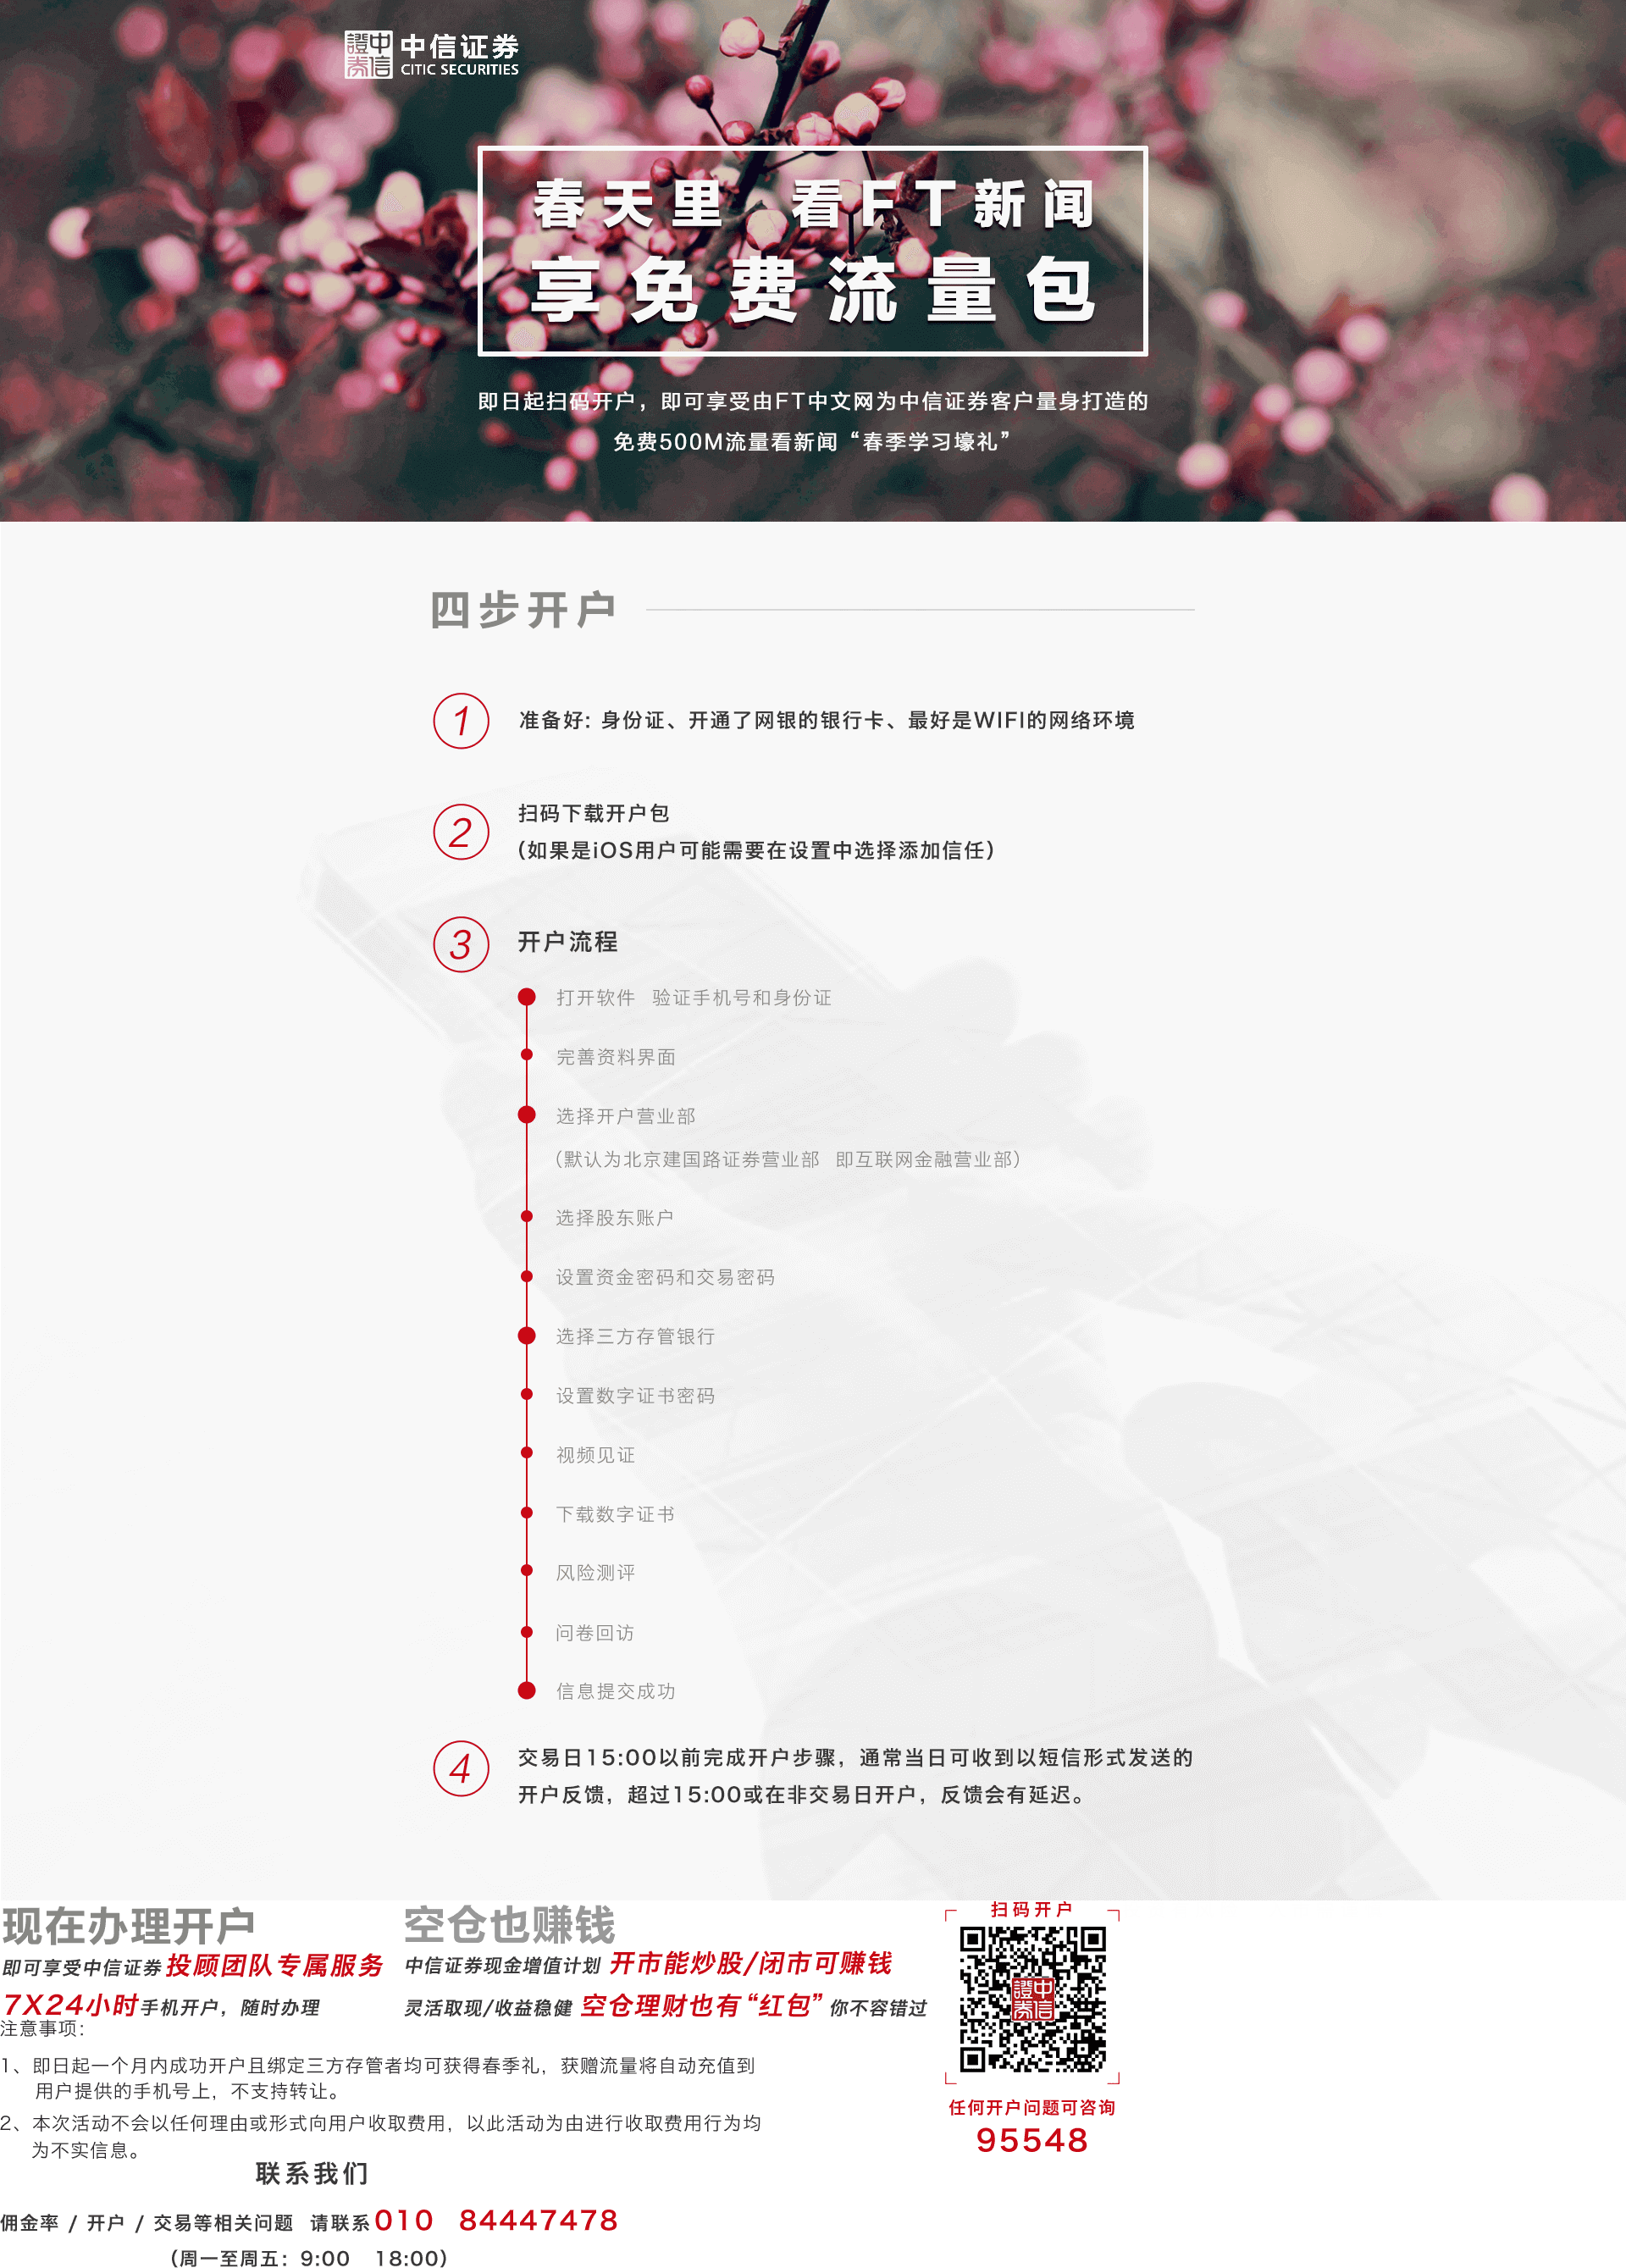 證中
券信
中信证券
CITIC SECURITIES
春天里 看FT新闻
享免费流量包
即日起扫码开户，即可享受由FT中文网为中信证券客户量身打造的
免费500M流量看新闻“春季学习壕礼”
四步开户
1
准备好: 身份证、开通了网银的银行卡、最好是WIFI的网络环境
2
扫码下载开户包
(如果是iOS用户可能需要在设置中选择添加信任)
3
开户流程
打开软件 验证手机号和身份证
完善资料界面
选择开户营业部
(默认为北京建国路证券营业部 即互联网金融营业部)
选择股东账户
设置资金密码和交易密码
选择三方存管银行
设置数字证书密码
视频见证
下载数字证书
风险测评
问卷回访
信息提交成功
4
交易日15:00以前完成开户步骤，通常当日可收到以短信形式发送的
开户反馈，超过15:00或在非交易日开户，反馈会有延迟。
现在办理开户
即可享受中信证券投顾团队专属服务
7X24小时手机开户，随时办理
空仓也赚钱
中信证券现金增值计划 开市能炒股/闭市可赚钱
灵活取现/收益稳健 空仓理财也有“红包”你不容错过
扫码开户
證中
券信
任何开户问题可咨询
95548
注意事项：
1、即日起一个月内成功开户且绑定三方存管者均可获得春季礼，获赠流量将自动充值到
用户提供的手机号上，不支持转让。
2、本次活动不会以任何理由或形式向用户收取费用，以此活动为由进行收取费用行为均
为不实信息。
联系我们
佣金率 / 开户 / 交易等相关问题 请联系010 84447478
(周一至周五：9:00 18:00)